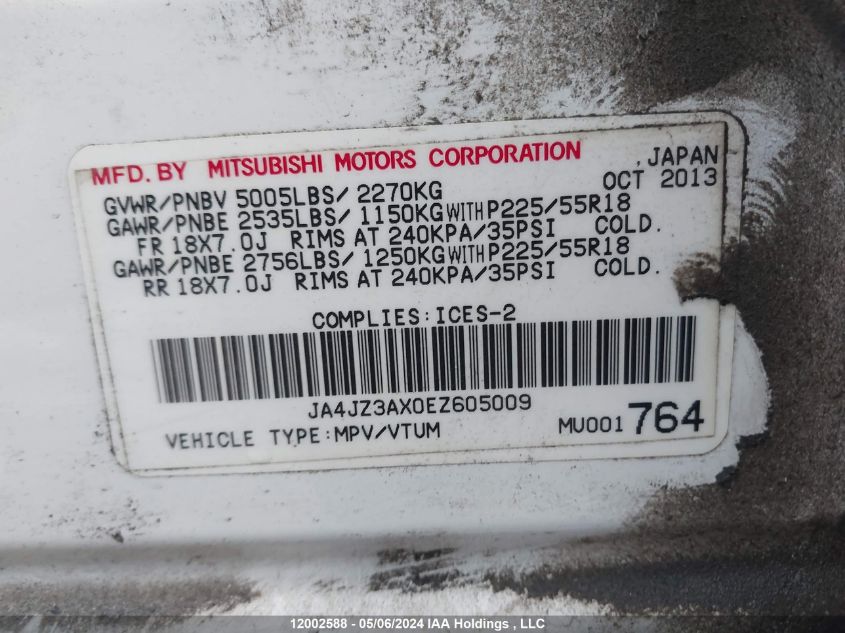 MFD. BY MITSUBISHI MOTORS CORPORATION , JAPAN
GVWR/PNBV 5005LBS/ 2270KG OCT 2013
GAWR/PNBE 2535LBS/ 1150KG WITH P225/55R18
FR 18X7.0J RIMS AT 240KPA/35PSI COLD.
GAWR/PNBE 2756LBS/ 1250KG WITH P225/55R18
RR 18X7.0J RIMS AT 240KPA/35PSI COLD.
COMPLIES:ICES-2
JA4JZ3AX0EZ605009
VEHICLE TYPE:MPV/VTUM MU001 764
12002588 - 05/06/2024 IAA Holdings , LLC